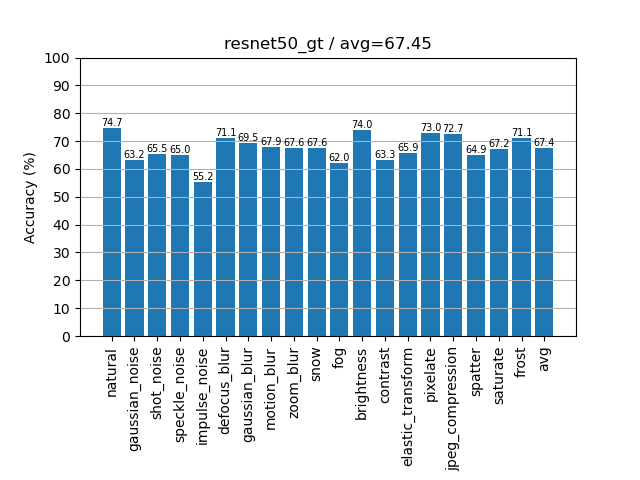 resnet50_gt / avg=67.45
Accuracy (%)
100
90
80
70
60
50
40
30
20
10
0
74.7
63.2
65.5
65.0
55.2
71.1
69.5
67.9
67.6
67.6
62.0
74.0
63.3
65.9
73.0
72.7
64.9
67.2
71.1
67.4
natural
gaussian_noise
shot_noise
speckle_noise
impulse_noise
defocus_blur
gaussian_blur
motion_blur
zoom_blur
snow
fog
brightness
contrast
elastic_transform
pixelate
jpeg_compression
spatter
saturate
frost
avg